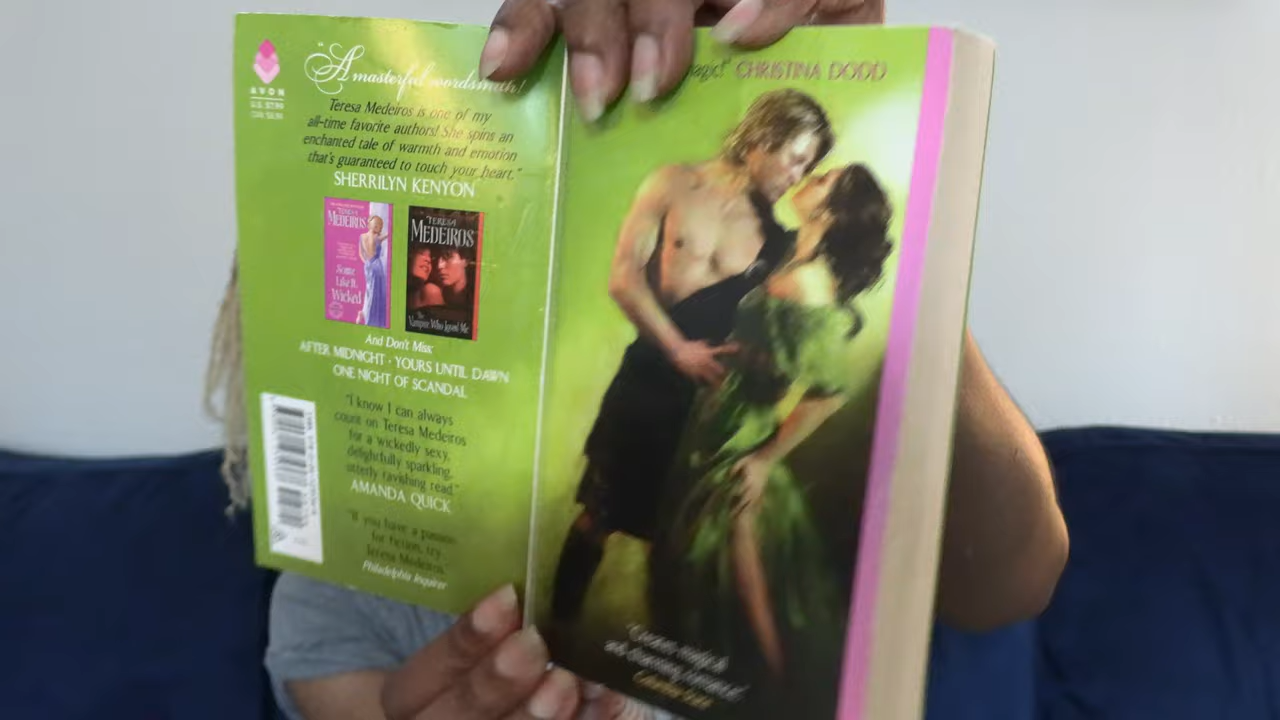 AVON
"A masterful wordsmith!
Teresa Medeiros is one of my
all-time favorite authors! She spins an
enchanted tale of warmth and emotion
that's guaranteed to touch your heart."
SHERRILYN KENYON
TERESA
MEDEIROS
Some
Like It
Wicked
TERESA
MEDEIROS
The
Vampire Who Loved Me
And Don't Miss:
AFTER MIDNIGHT · YOURS UNTIL DAWN
ONE NIGHT OF SCANDAL
"I know I can always
count on Teresa Medeiros
for a wickedly sexy,
delightfully sparkling,
utterly ravishing read."
AMANDA QUICK
"If you have a passion
for fiction, try
Teresa Medeiros."
Philadelphia Inquirer
CHRISTINA DODD